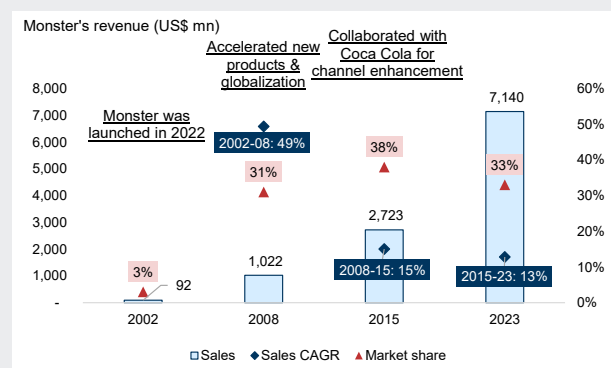 Monster's revenue (US$ mn)
Accelerated new
products &
globalization
Collaborated with
Coca Cola for
channel enhancement
Monster was
launched in 2022
8,000
7,000
6,000
5,000
4,000
3,000
2,000
1,000
-
60%
50%
40%
30%
20%
10%
0%
3%
92
2002-08: 49%
31%
1,022
38%
2,723
2008-15: 15%
7,140
33%
2015-23: 13%
2002
2008
2015
2023
Sales
Sales CAGR
Market share